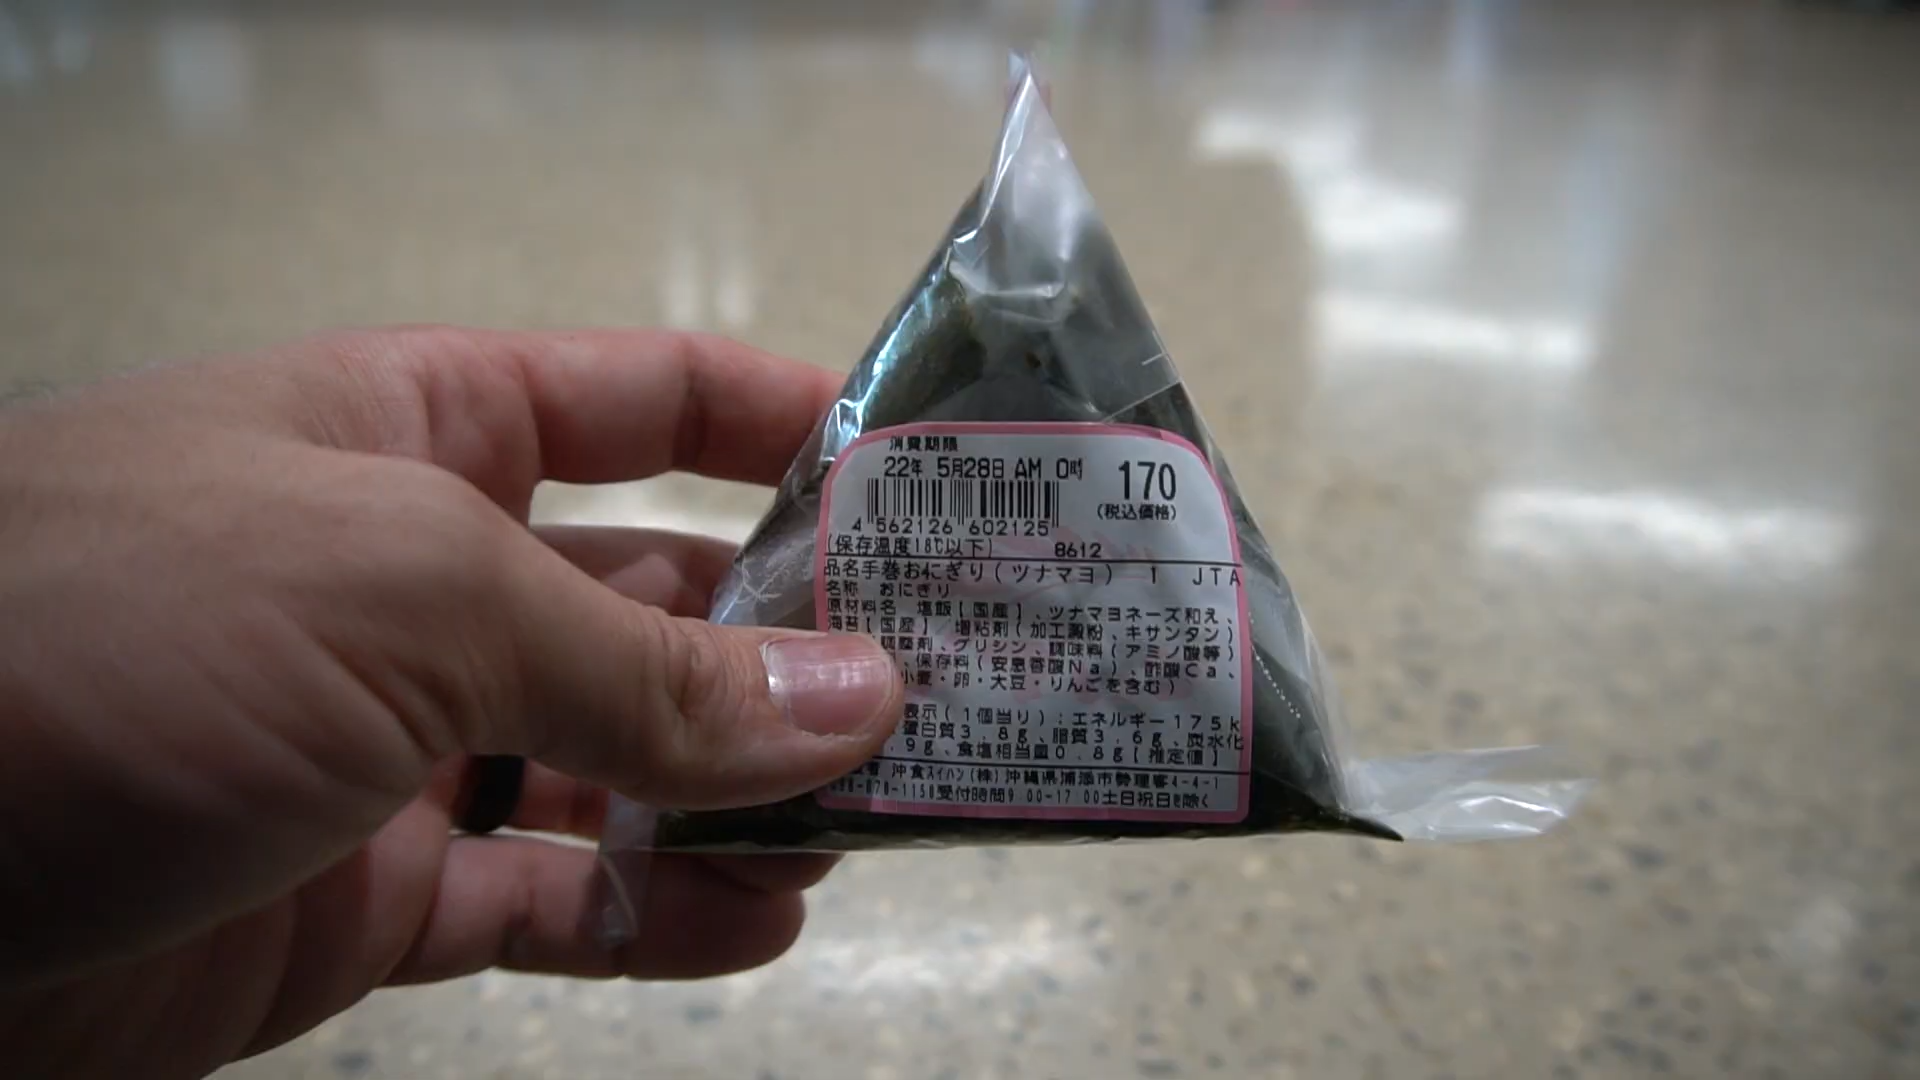 消費期限
22年 5月28日 AM 0時
170
(税込価格)
4 562126 602125
(保存温度18℃以下) 8612
品名手巻おにぎり(ツナマヨ) 1 JTA
名称 おにぎり
原材料名 塩飯【国産】、ツナマヨネーズ和え、
海苔【国産】/増粘剤(加工澱粉、キサンタン)
調整剤、グリシン、調味料(アミノ酸等)
、保存料(安息香酸Na)、酢酸Ca、
小麦・卵・大豆・りんごを含む)
表示(1個当り):エネルギー175k
蛋白質3.8g、脂質3.6g、炭水化
.9g、食塩相当量0.8g【推定値】
者 沖食スイハン(株)沖縄県浦添市勢理客4-4-1
受付時間9:00-17:00土日祝日を除く